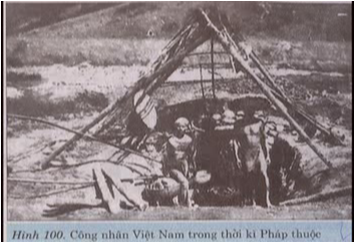 Hình 100. Công nhân Việt Nam trong thời kì Pháp thuộc